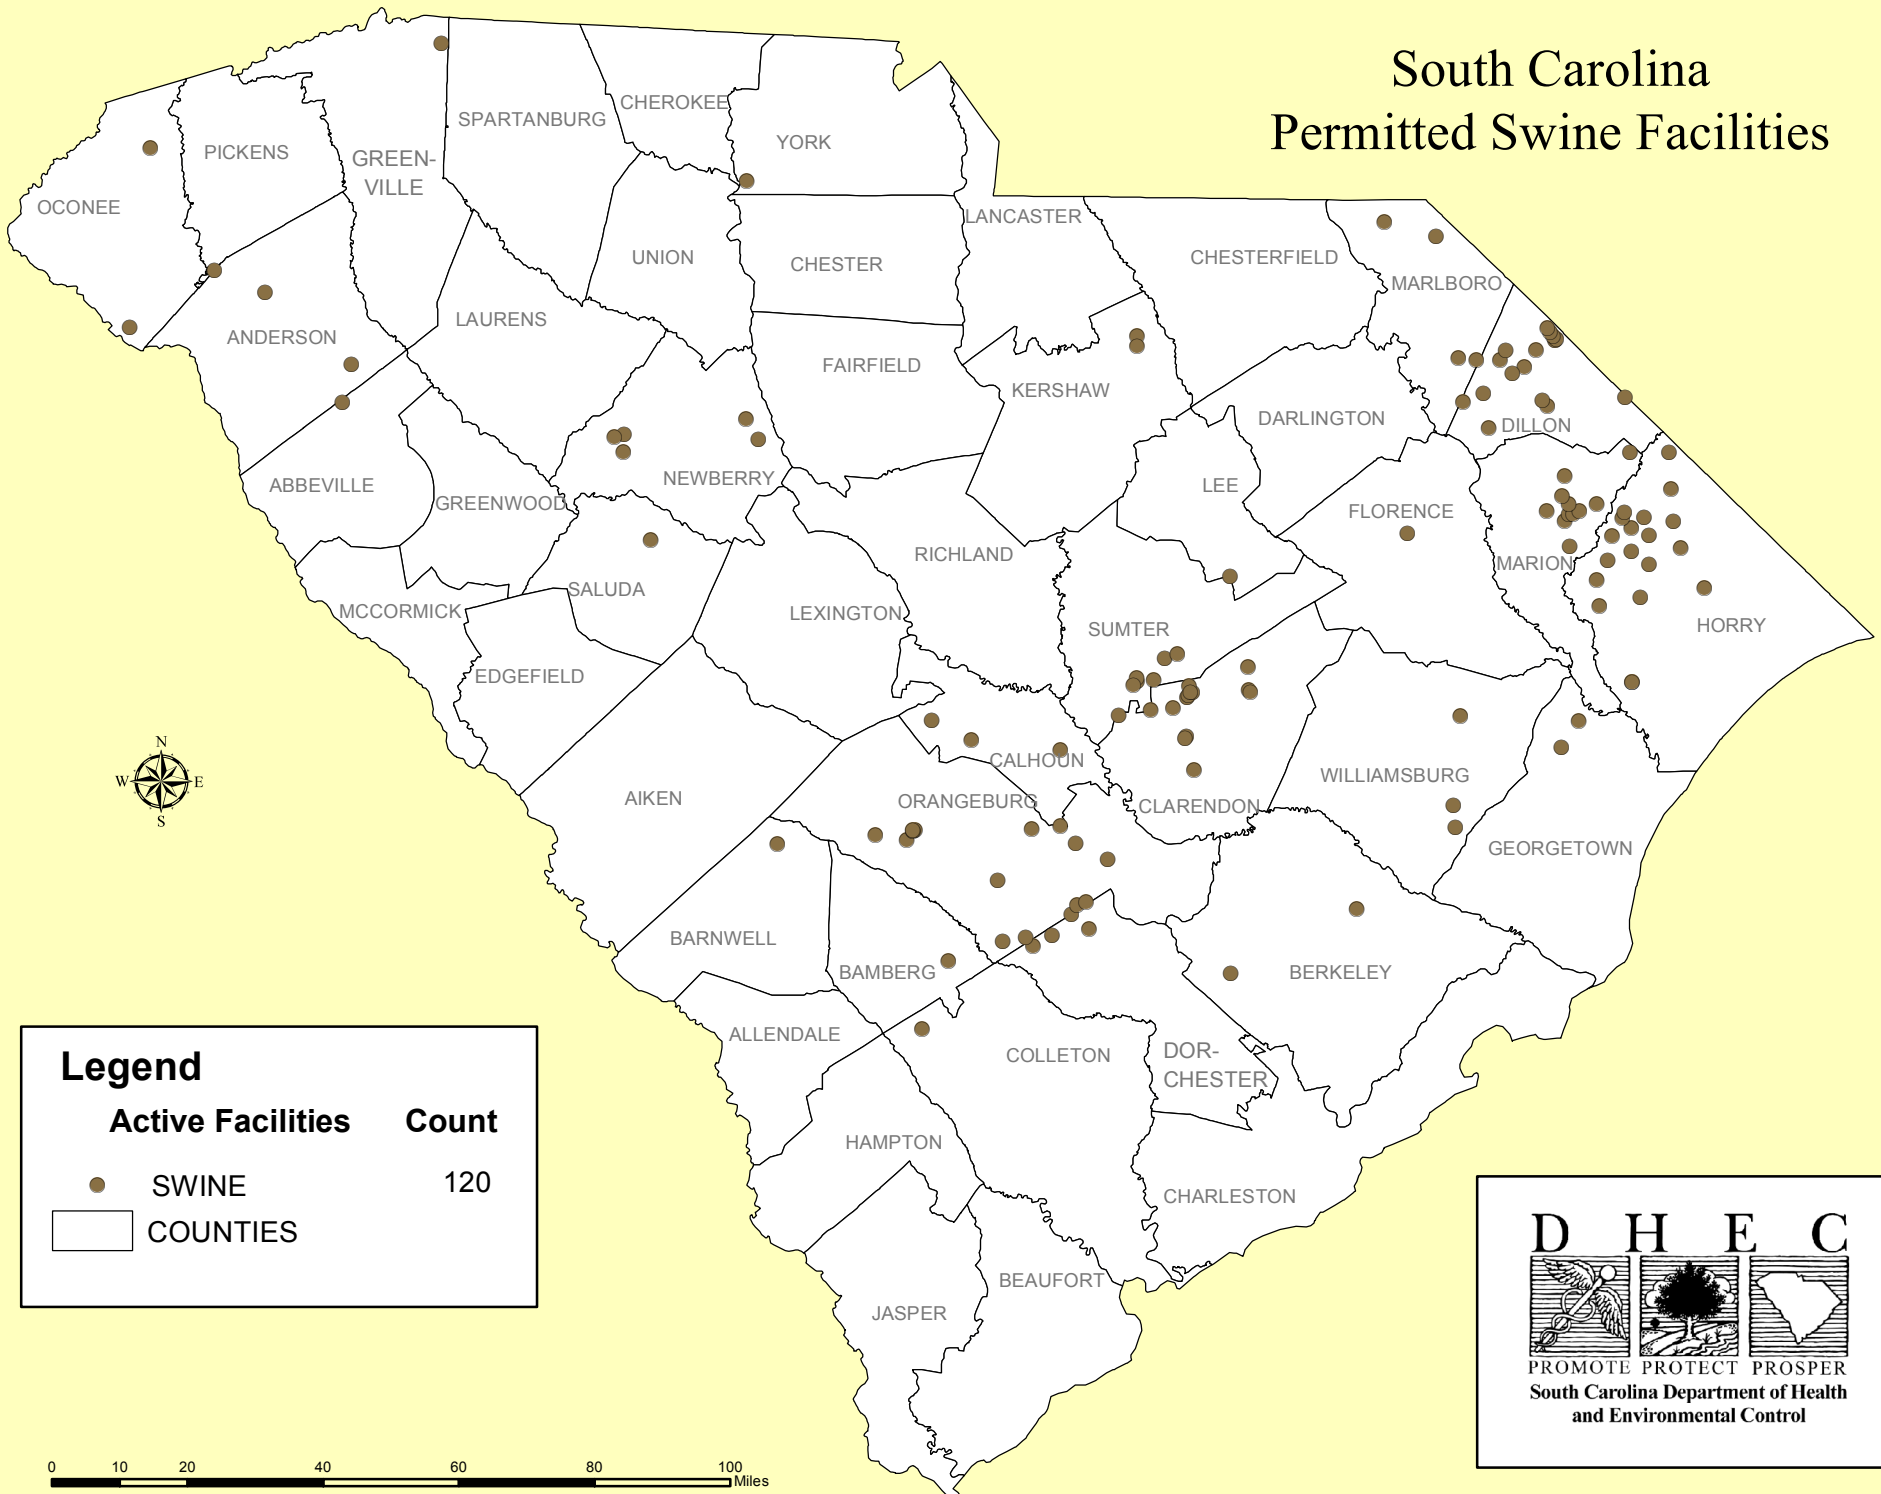 South Carolina
Permitted Swine Facilities
CHEROKEE
SPARTANBURG
YORK
PICKENS
GREEN-
VILLE
OCONEE
LANCASTER
UNION
CHESTER
CHESTERFIELD
MARLBORO
LAURENS
ANDERSON
FAIRFIELD
KERSHAW
DARLINGTON
DILLON
NEWBERRY
ABBEVILLE
GREENWOOD
LEE
FLORENCE
RICHLAND
MARION
SALUDA
MCCORMICK
LEXINGTON
SUMTER
HORRY
EDGEFIELD
N
W
E
S
CALHOUN
WILLIAMSBURG
AIKEN
ORANGEBURG
CLARENDON
GEORGETOWN
BARNWELL
BAMBERG
BERKELEY
ALLENDALE
COLLETON
DOR-
CHESTER
HAMPTON
CHARLESTON
BEAUFORT
JASPER
Legend
Active Facilities Count
SWINE 120
COUNTIES
D H E C
PROMOTE PROTECT PROSPER
South Carolina Department of Health
and Environmental Control
0 10 20 40 60 80 100
Miles